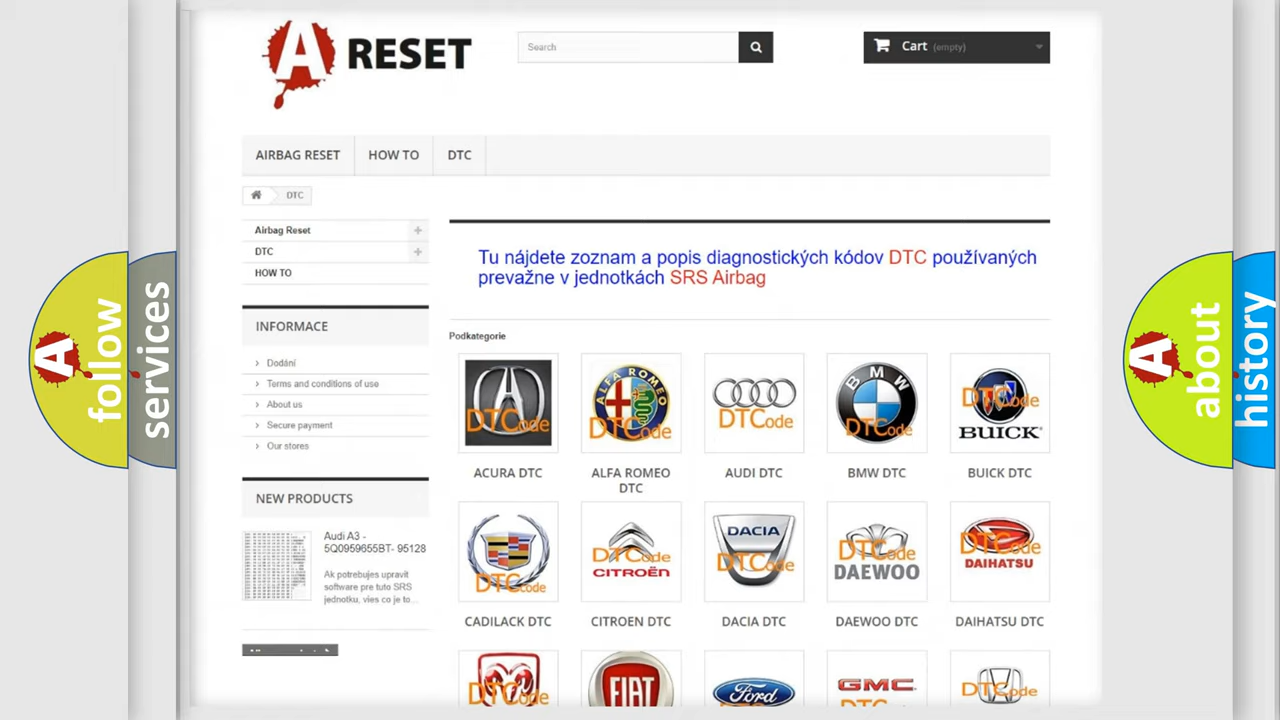 A RESET
Search
Cart (empty)
AIRBAG RESET
HOW TO
DTC
DTC
Airbag Reset
DTC
HOW TO
Tu nájdete zoznam a popis diagnostických kódov DTC používaných
prevažne v jednotkách SRS Airbag
INFORMACE
Dodání
Terms and conditions of use
About us
Secure payment
Our stores
Podkategorie
DTCode
ALFA ROMEO
DTCode
DTCode
BMW
DTCode
DTCode
BUICK
ACURA DTC
ALFA ROMEO
DTC
AUDI DTC
BMW DTC
BUICK DTC
NEW PRODUCTS
Audi A3 -
5Q0959655BT- 95128
Ak potrebujes upravit
software pre tuto SRS
jednotku, vies co je to...
DTCode
DTCode
CITROËN
DACIA
DTCode
DTCode
DAEWOO
DTCode
DAIHATSU
CADILACK DTC
CITROEN DTC
DACIA DTC
DAEWOO DTC
DAIHATSU DTC
DTCode
FIAT
Ford
DTCode
GMC
DTCode
A follow
services
A about
history